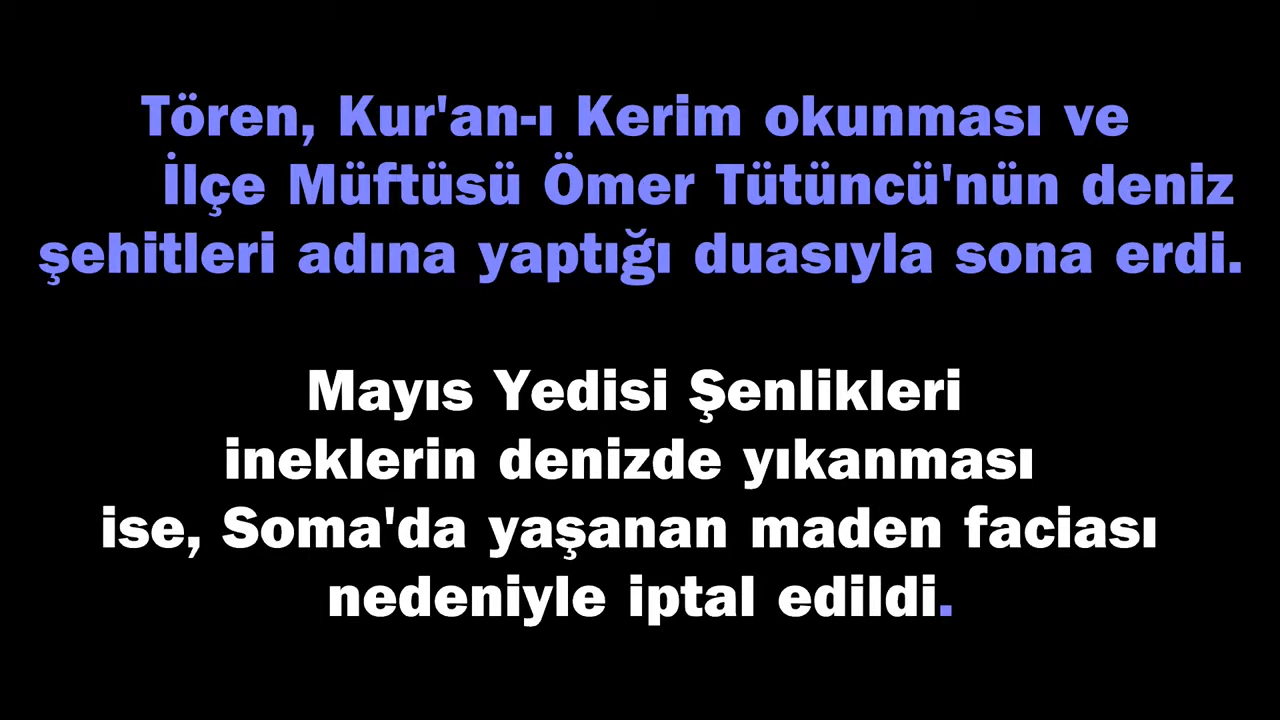 Tören, Kur'an-ı Kerim okunması ve
İlçe Müftüsü Ömer Tütüncü'nün deniz
şehitleri adına yaptığı duasıyla sona erdi.
Mayıs Yedisi Şenlikleri
ineklerin denizde yıkanması
ise, Soma'da yaşanan maden faciası
nedeniyle iptal edildi.